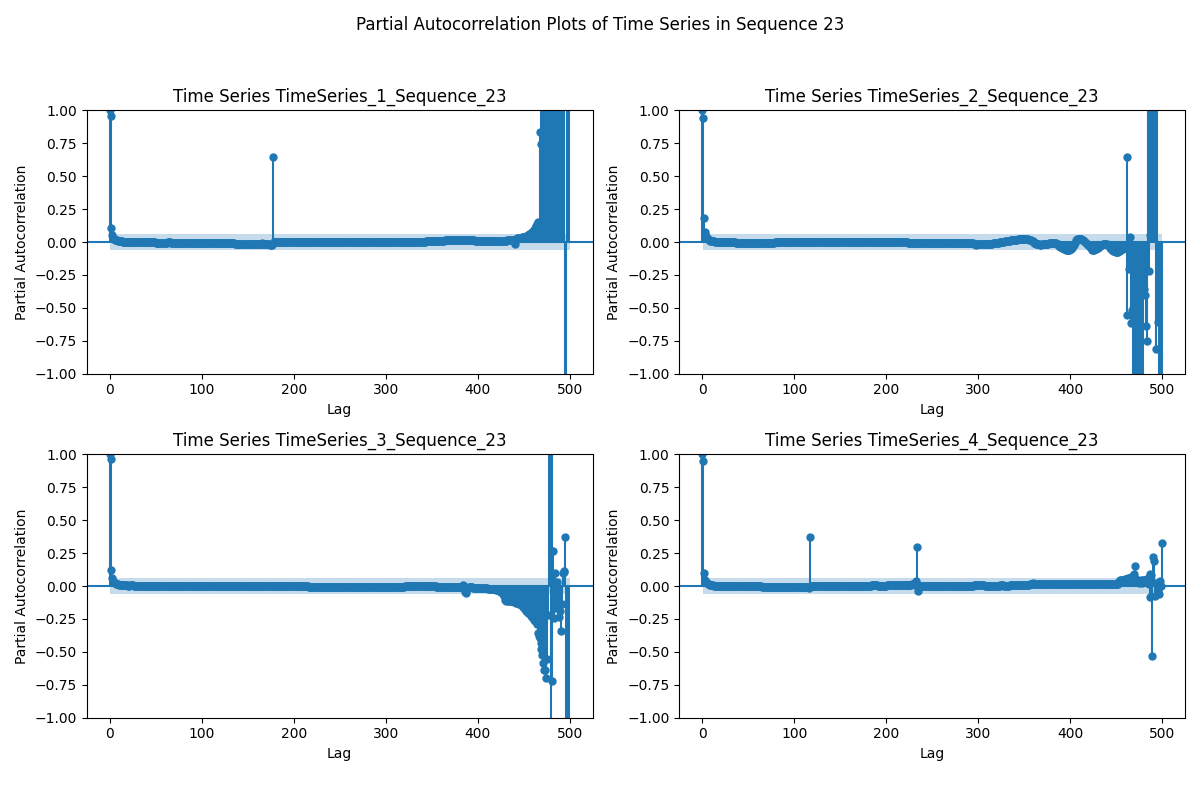 Partial Autocorrelation Plots of Time Series in Sequence 23
Time Series TimeSeries_1_Sequence_23
Partial Autocorrelation
1.00
0.75
0.50
0.25
0.00
−0.25
−0.50
−0.75
−1.00
0 100 200 300 400 500
Lag
Time Series TimeSeries_2_Sequence_23
Partial Autocorrelation
1.00
0.75
0.50
0.25
0.00
−0.25
−0.50
−0.75
−1.00
0 100 200 300 400 500
Lag
Time Series TimeSeries_3_Sequence_23
Partial Autocorrelation
1.00
0.75
0.50
0.25
0.00
−0.25
−0.50
−0.75
−1.00
0 100 200 300 400 500
Lag
Time Series TimeSeries_4_Sequence_23
Partial Autocorrelation
1.00
0.75
0.50
0.25
0.00
−0.25
−0.50
−0.75
−1.00
0 100 200 300 400 500
Lag